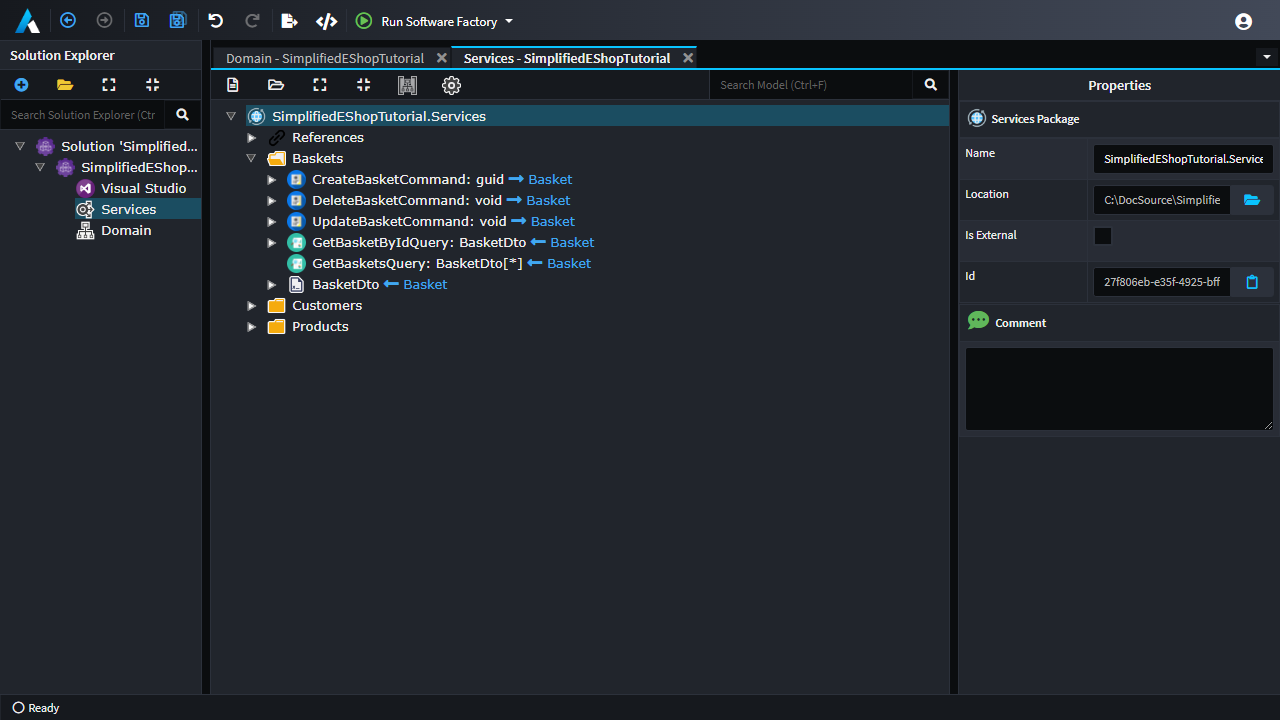 Run Software Factory
Solution Explorer
Search Solution Explorer (Ctr
Solution 'Simplified...
SimplifiedEShop...
Visual Studio
Services
Domain
Domain - SimplifiedEShopTutorial
Services - SimplifiedEShopTutorial
Search Model (Ctrl+F)
SimplifiedEShopTutorial.Services
References
Baskets
CreateBasketCommand: guid → Basket
DeleteBasketCommand: void → Basket
UpdateBasketCommand: void → Basket
GetBasketByIdQuery: BasketDto ← Basket
GetBasketsQuery: BasketDto[*] ← Basket
BasketDto ← Basket
Customers
Products
Properties
Services Package
Name
SimplifiedEShopTutorial.Service
Location
C:\DocSource\Simplifie
Is External
Id
27f806eb-e35f-4925-bff
Comment
Ready